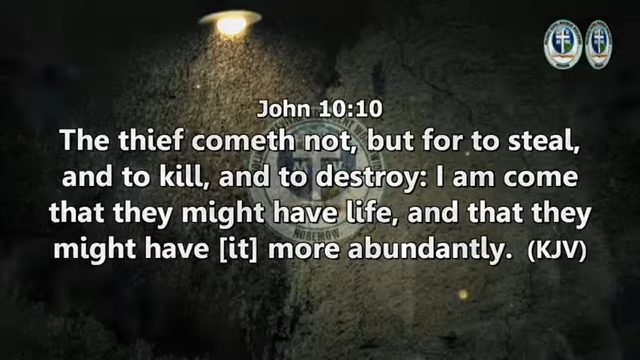 John 10:10
The thief cometh not, but for to steal,
and to kill, and to destroy: I am come
that they might have life, and that they
might have [it] more abundantly. (KJV)